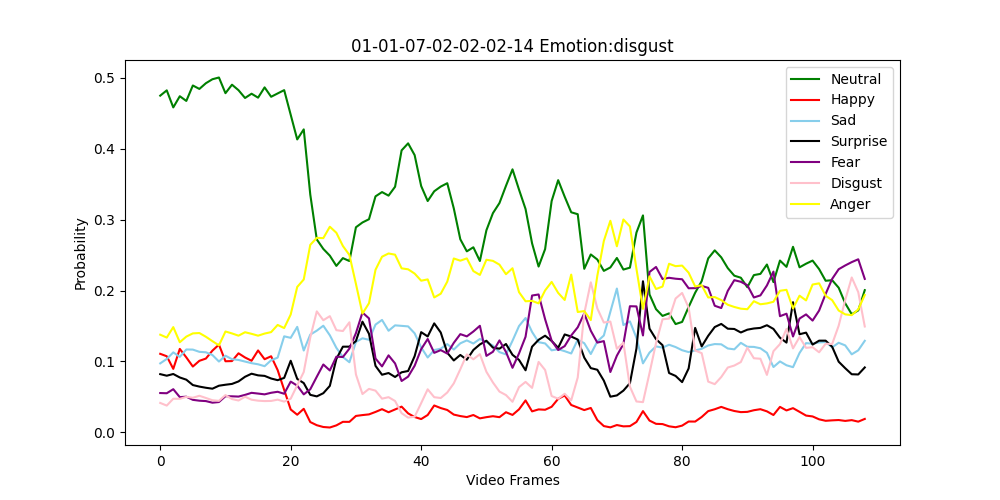 01-01-07-02-02-02-14 Emotion:disgust
Probability
0.5
0.4
0.3
0.2
0.1
0.0
Neutral
Happy
Sad
Surprise
Fear
Disgust
Anger
0 20 40 60 80 100
Video Frames